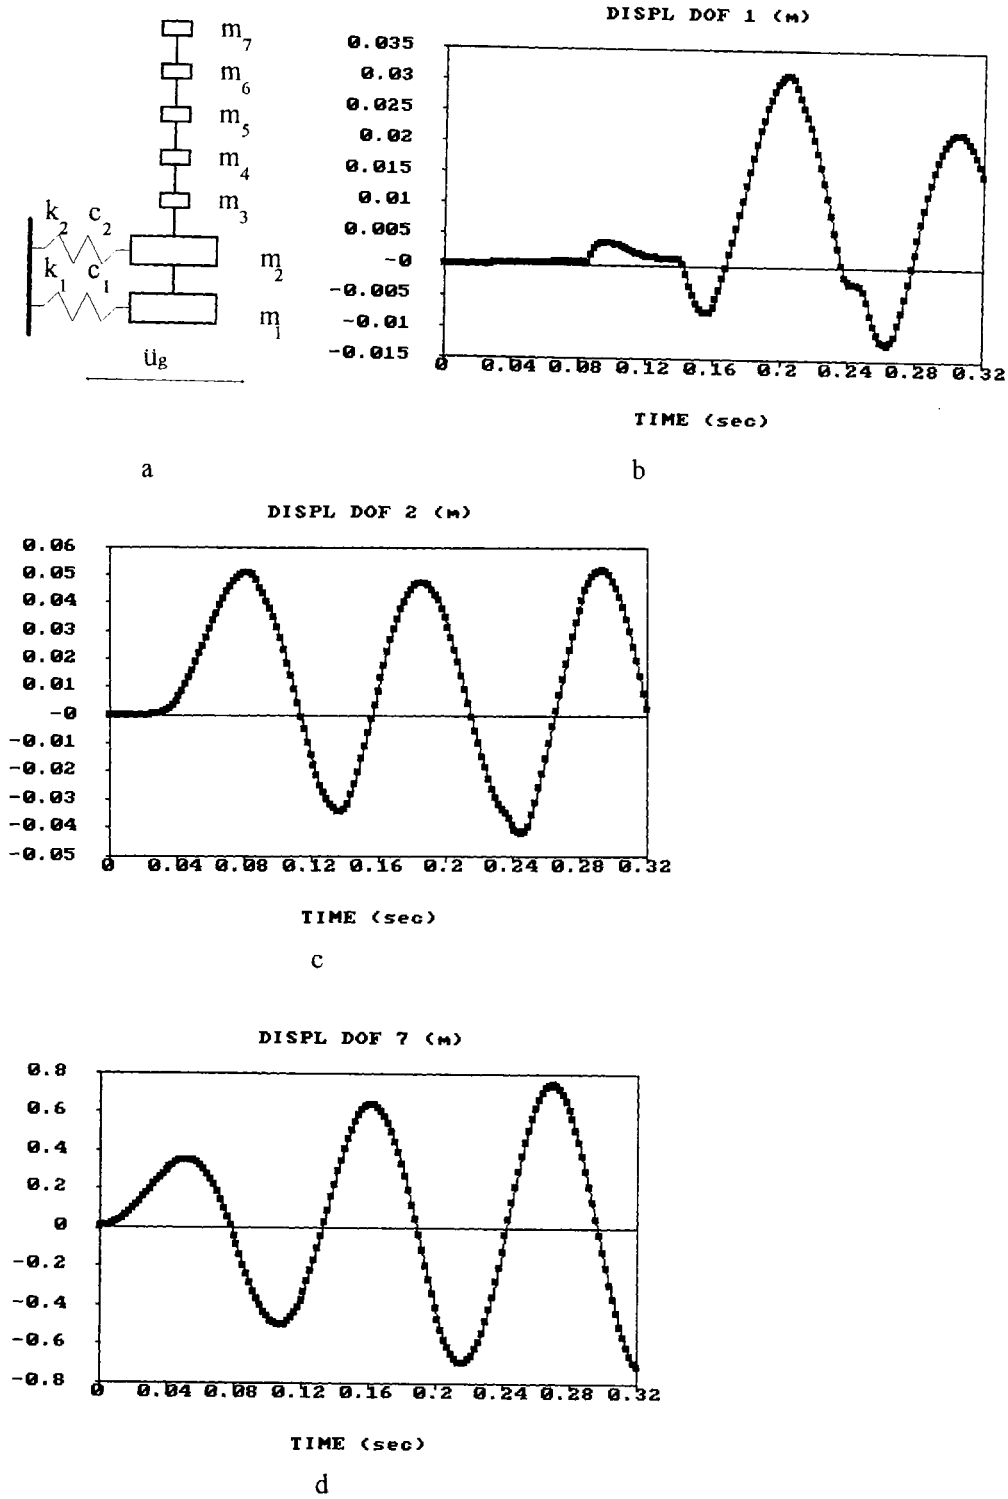 m7
m6
m5
m4
m3
k2 c2
m2
k1 c1
m1
üg
a
DISPL DOF 1 (m)
0.035
0.03
0.025
0.02
0.015
0.01
0.005
-0
-0.005
-0.01
-0.015
0 0.04 0.08 0.12 0.16 0.2 0.24 0.28 0.32
TIME (sec)
b
DISPL DOF 2 (m)
0.06
0.05
0.04
0.03
0.02
0.01
-0
-0.01
-0.02
-0.03
-0.04
-0.05
0 0.04 0.08 0.12 0.16 0.2 0.24 0.28 0.32
TIME (sec)
c
DISPL DOF 7 (m)
0.8
0.6
0.4
0.2
0
-0.2
-0.4
-0.6
-0.8
0 0.04 0.08 0.12 0.16 0.2 0.24 0.28 0.32
TIME (sec)
d